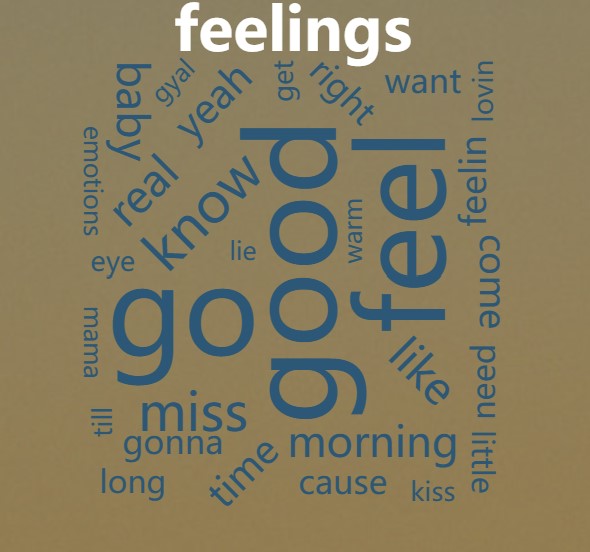 feelings
baby
gyal
yeah
get
right
want
lovin
emotions
real
know
good
feel
feelin
eye
lie
warm
come
go
mama
like
need
till
miss
gonna
morning
little
long
time
cause
kiss